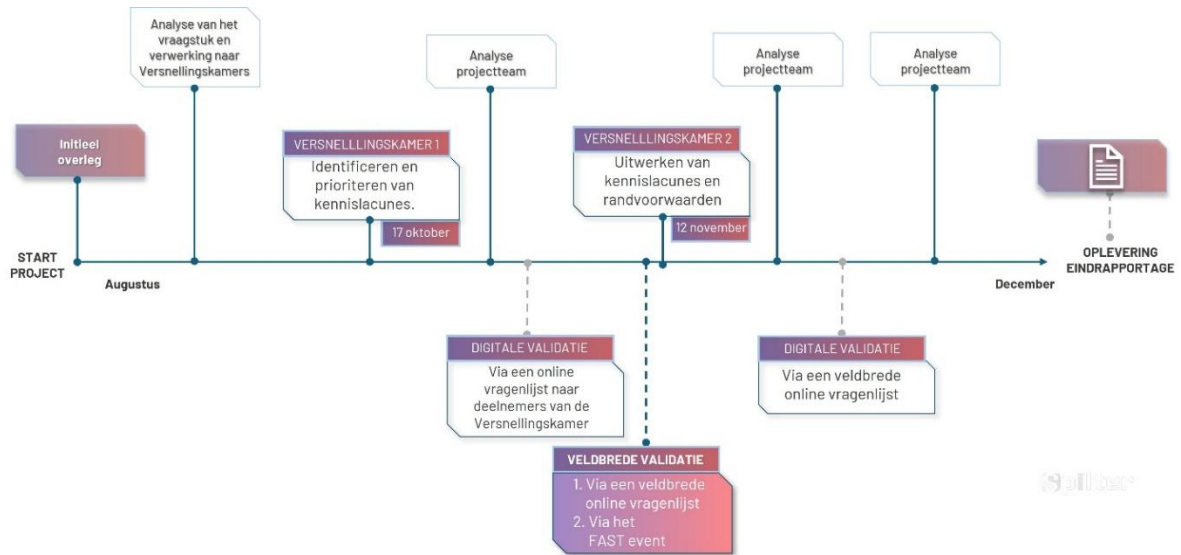 Analyse van het
vraagstuk en
verwerking naar
Versnellingskamers
Analyse
projectteam
Analyse
projectteam
Analyse
projectteam
Initieel
overleg
VERSNELLLINGSKAMER 1
Identificeren en
prioriteren van
kennislacunes.
17 oktober
VERSNELLLINGSKAMER 2
Uitwerken van
kennislacunes en
randvoorwaarden
12 november
START
PROJECT
Augustus
December
OPLEVERING
EINDRAPPORTAGE
DIGITALE VALIDATIE
Via een online
vragenlijst naar
deelnemers van de
Versnellingskamer
DIGITALE VALIDATIE
Via een veldbrede
online vragenlijst
VELDBREDE VALIDATIE
1. Via een veldbrede
online vragenlijst
2. Via het
FAST event